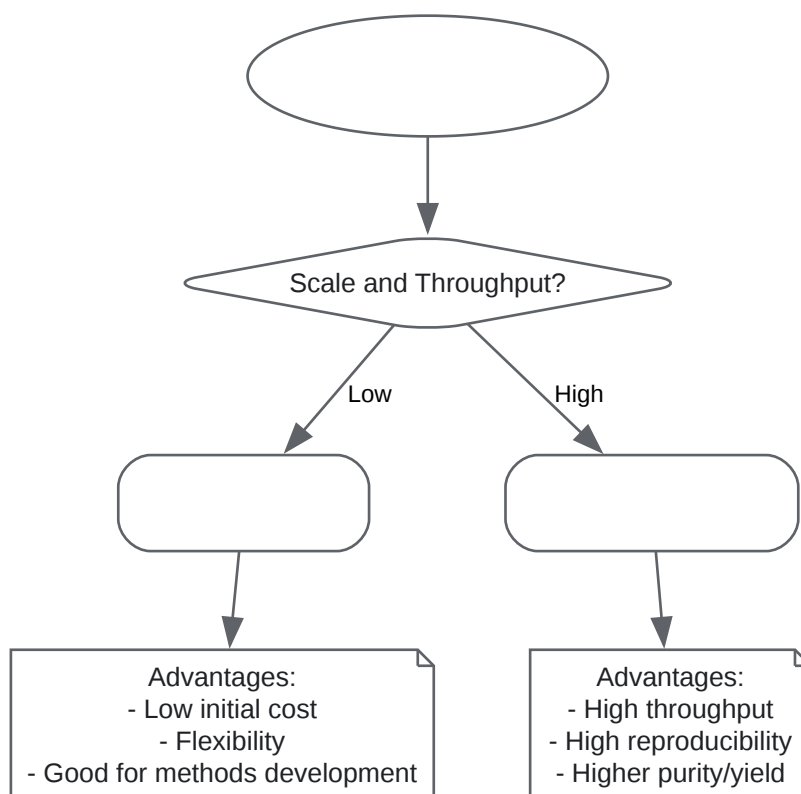 Scale and Throughput?
Low
High
Advantages:
- Low initial cost
- Flexibility
- Good for methods development
Advantages:
- High throughput
- High reproducibility
- Higher purity/yield